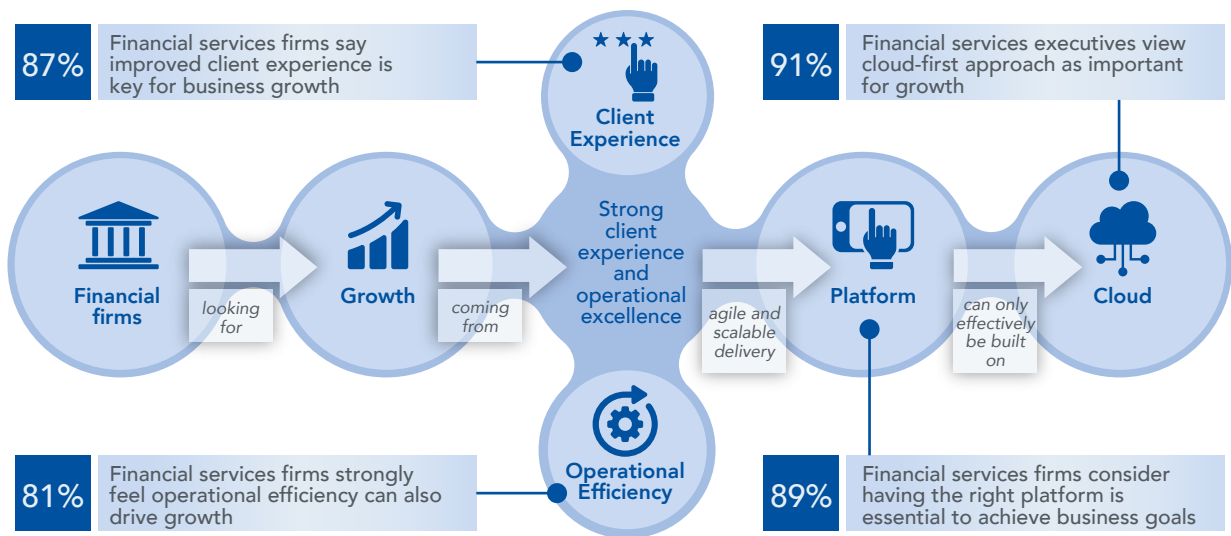 87%
Financial services firms say
improved client experience is
key for business growth
Client
Experience
91%
Financial services executives view
cloud-first approach as important
for growth
Financial
firms
looking
for
Growth
coming
from
Strong
client
experience
and
operational
excellence
agile and
scalable
delivery
Platform
can only
effectively
be built
on
Cloud
81%
Financial services firms strongly
feel operational efficiency can also
drive growth
Operational
Efficiency
89%
Financial services firms consider
having the right platform is
essential to achieve business goals